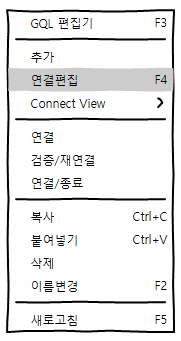 GQL 편집기 F3
추가
연결편집 F4
Connect View
연결
검증/재연결
연결/종료
복사 Ctrl+C
붙여넣기 Ctrl+V
삭제
이름변경 F2
새로고침 F5